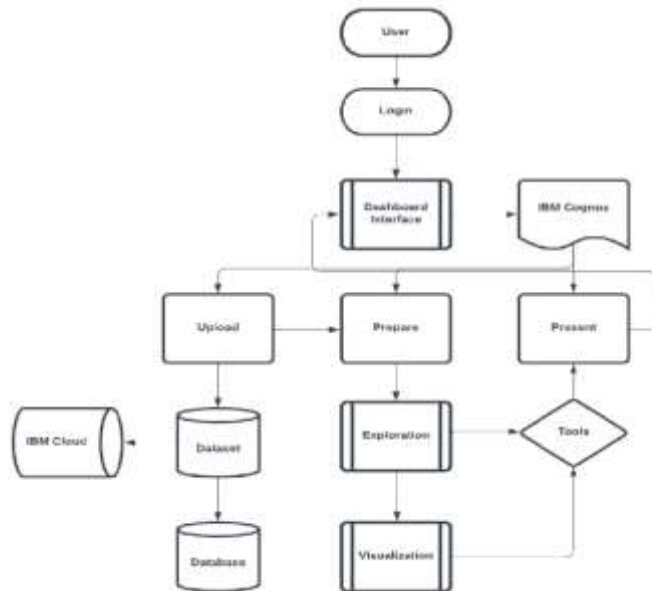 User
Login
Dashboard
Interface
IBM Cognos
Upload
Prepare
Present
IBM Cloud
Dataset
Exploration
Tools
Database
Visualization